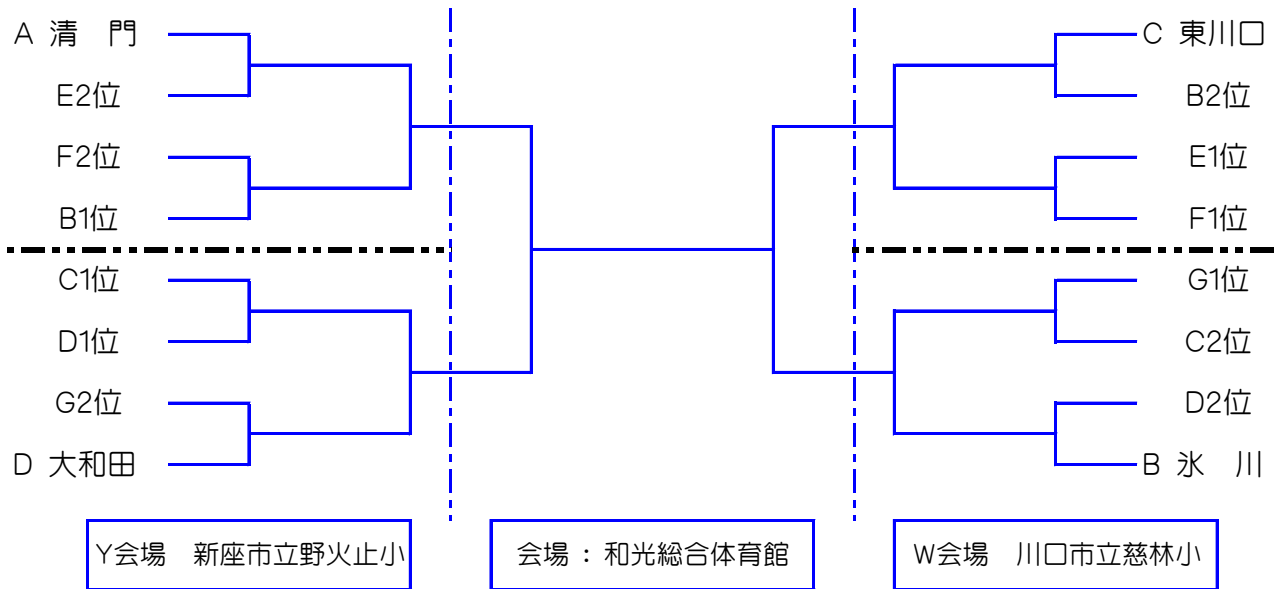 A 清　門
E2位
F2位
B1位
C1位
D1位
G2位
D 大和田
C 東川口
B2位
E1位
F1位
G1位
C2位
D2位
B 氷　川
Y会場　新座市立野火止小
会場：和光総合体育館
W会場　川口市立慈林小